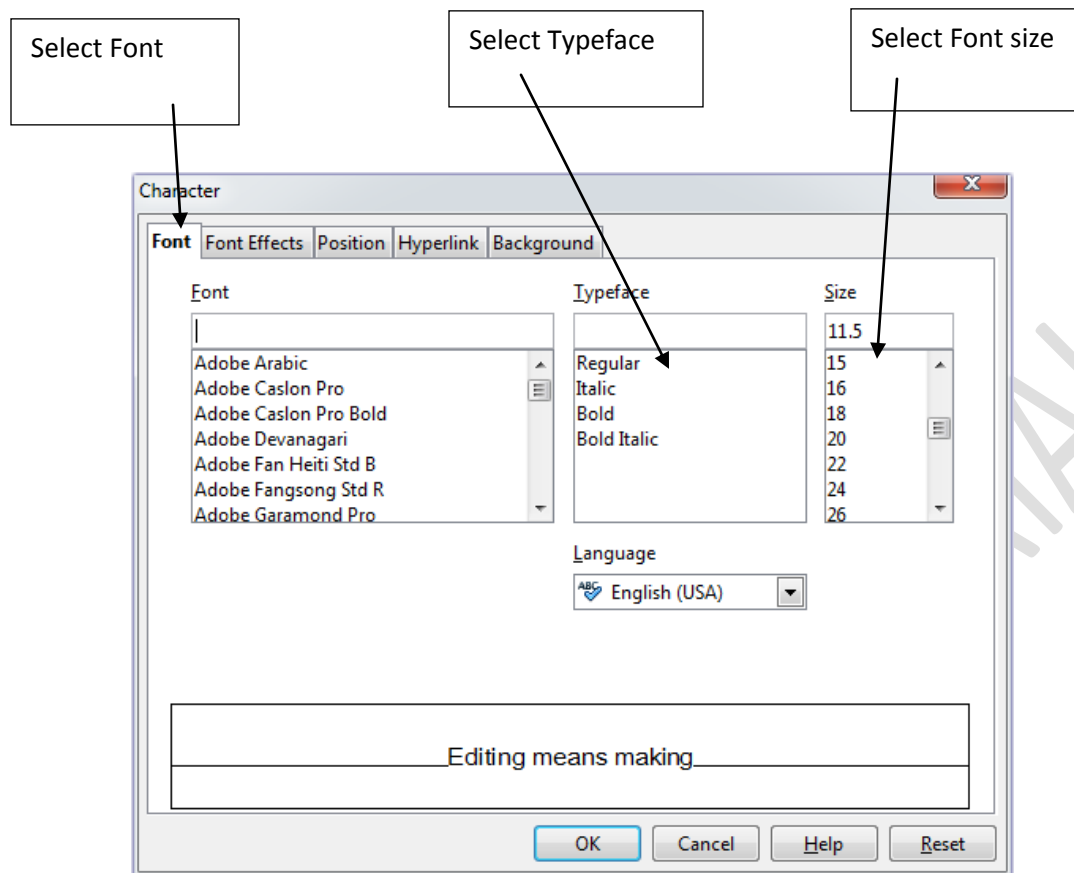 Select Font
Select Typeface
Select Font size
Character
Font Font Effects Position Hyperlink Background
Font Typeface Size
11.5
Adobe Arabic Regular 15
Adobe Caslon Pro Italic 16
Adobe Caslon Pro Bold Bold 18
Adobe Devanagari Bold Italic 20
Adobe Fan Heiti Std B 22
Adobe Fangsong Std R 24
Adobe Garamond Pro 26
Language
ABC English (USA)
Editing means making
OK Cancel Help Reset